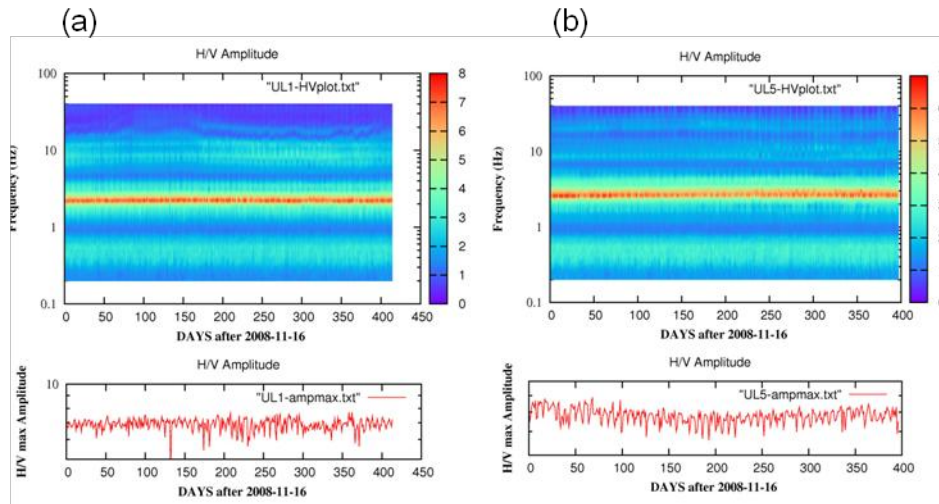 (a)
H/V Amplitude
100
10
1
0.1
Frequency (Hz)
"UL1-HVplot.txt"
8
7
6
5
4
3
2
1
0
0 50 100 150 200 250 300 350 400 450
DAYS after 2008-11-16
H/V Amplitude
10
H/V max Amplitude
"UL1-ampmax.txt"
0 50 100 150 200 250 300 350 400 450
DAYS after 2008-11-16
(b)
H/V Amplitude
100
10
1
0.1
Frequency (Hz)
"UL5-HVplot.txt"
0 50 100 150 200 250 300 350 400
DAYS after 2008-11-16
H/V Amplitude
H/V max Amplitude
"UL5-ampmax.txt"
0 50 100 150 200 250 300 350 400
DAYS after 2008-11-16